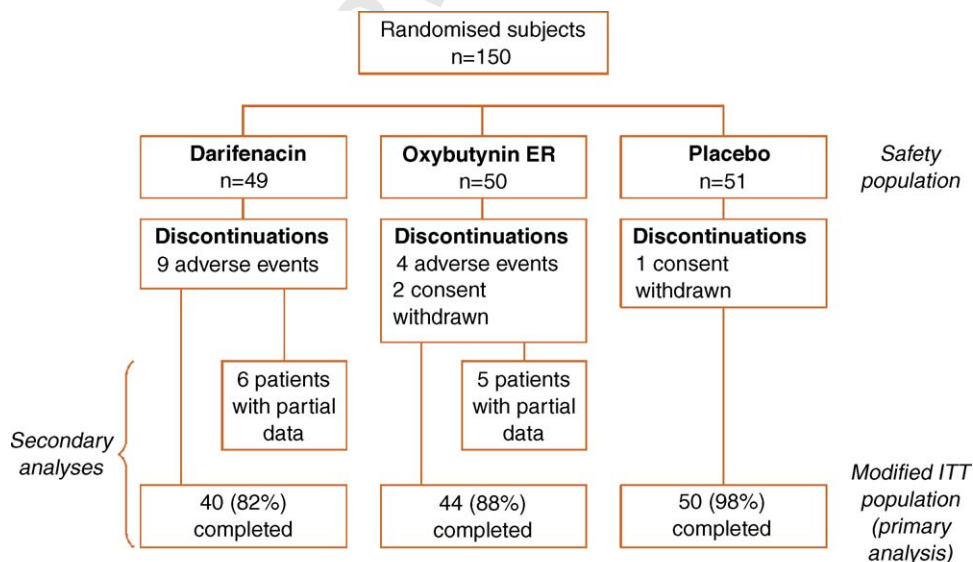 Randomised subjects
n=150
Darifenacin
n=49
Oxybutynin ER
n=50
Placebo
n=51
Safety
population
Discontinuations
9 adverse events
Discontinuations
4 adverse events
2 consent
withdrawn
Discontinuations
1 consent
withdrawn
6 patients
with partial
data
5 patients
with partial
data
Secondary
analyses
40 (82%)
completed
44 (88%)
completed
50 (98%)
completed
Modified ITT
population
(primary
analysis)